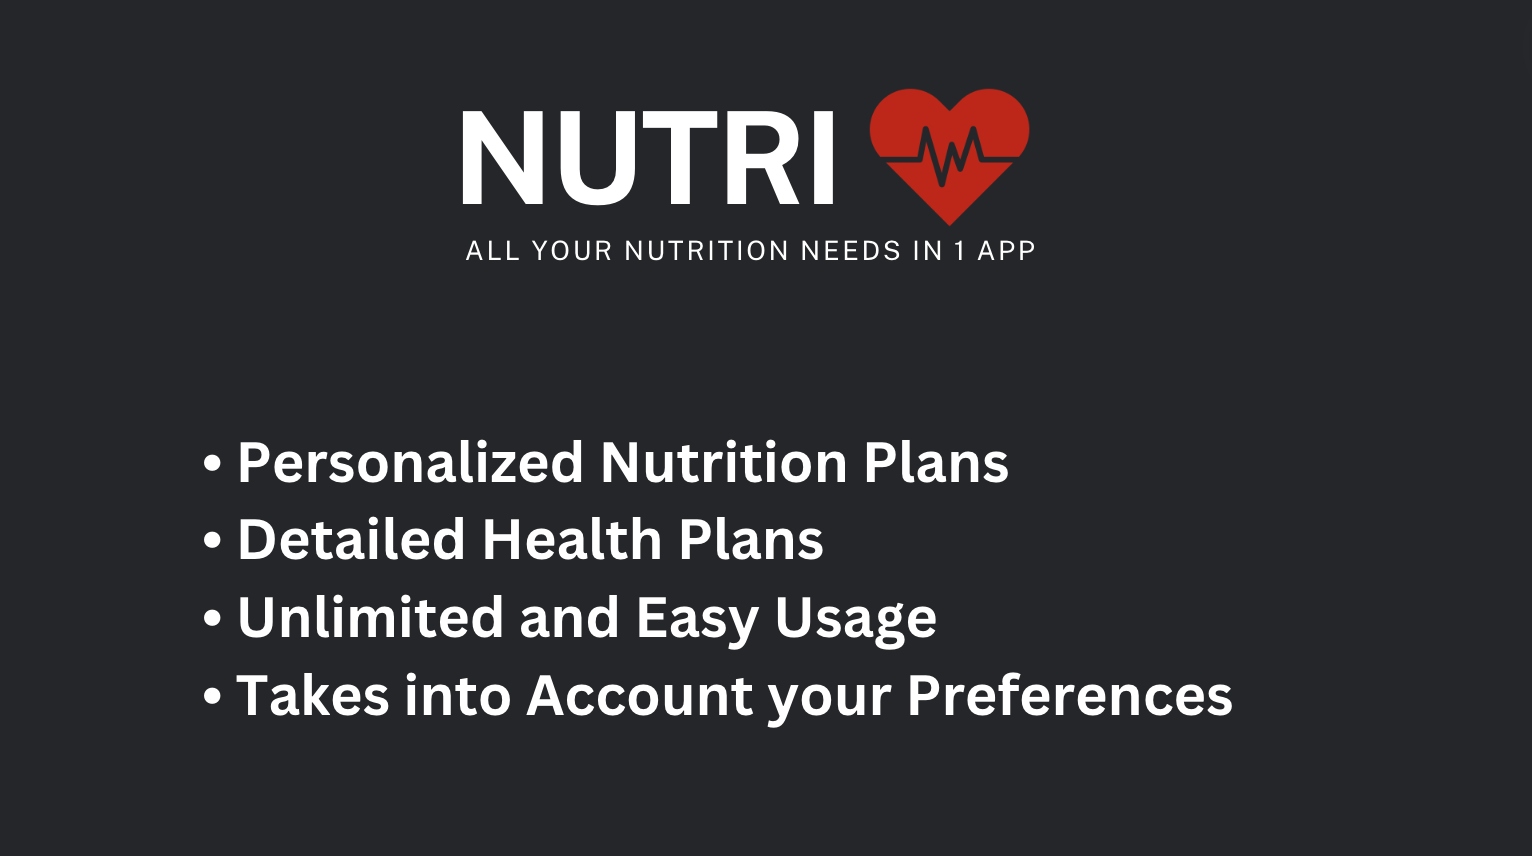 NUTRI
ALL YOUR NUTRITION NEEDS IN 1 APP
• Personalized Nutrition Plans
• Detailed Health Plans
• Unlimited and Easy Usage
• Takes into Account your Preferences